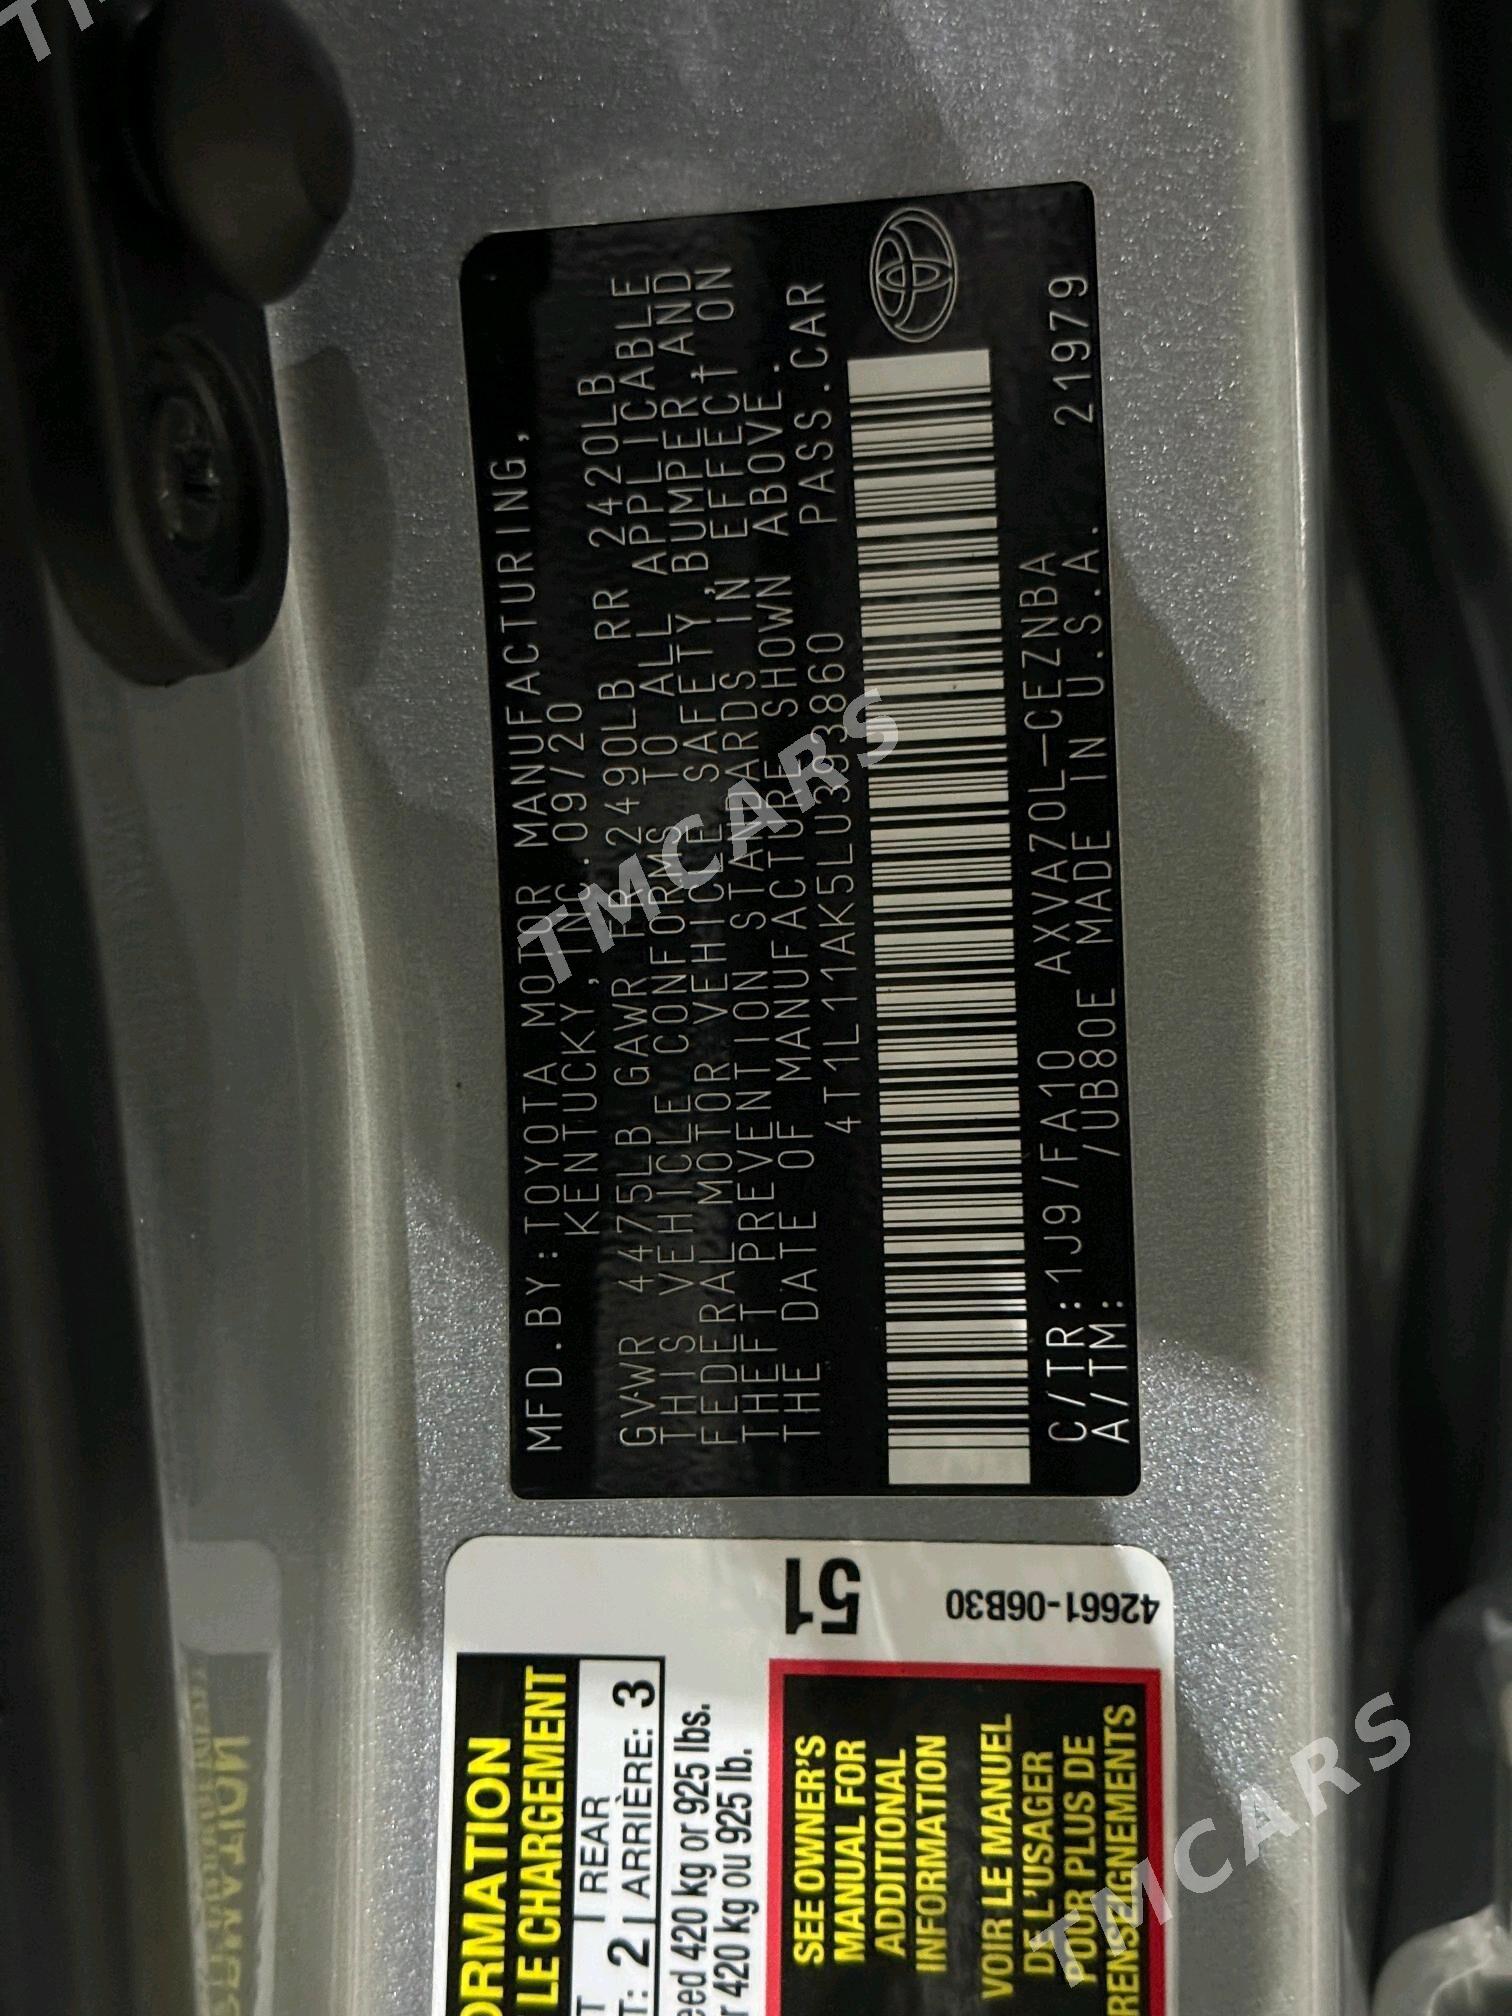 MFD.BY:TOYOTA MOTOR MANUFACTURING,
KENTUCKY,INC.09/20
GVWR 4475LB GAWR FR 2490LB RR 2420LB
THIS VEHICLE CONFORMS TO ALL APPLICABLE
FEDERAL MOTOR VEHICLE SAFETY,BUMPER,AND
THEFT PREVENTION STANDARDS IN EFFECT ON
THE DATE OF MANUFACTURE SHOWN ABOVE.
4T1L11AK5LU393860 PASS.CAR
C/TR:1J9/FA10 AXVA70L-CEZNBA
A/TM: /UB80E MADE IN U.S.A. 21979
51
42661-06B30
LE CHARGEMENT
REAR
2 ARRIÈRE: 3
420 kg or 925 lbs.
420 kg ou 925 lb.
SEE OWNER'S
MANUAL FOR
ADDITIONAL
INFORMATION
VOIR LE MANUEL
DE L'USAGER
POUR PLUS DE
RENSEIGNEMENTS
TMCARS
TMCARS